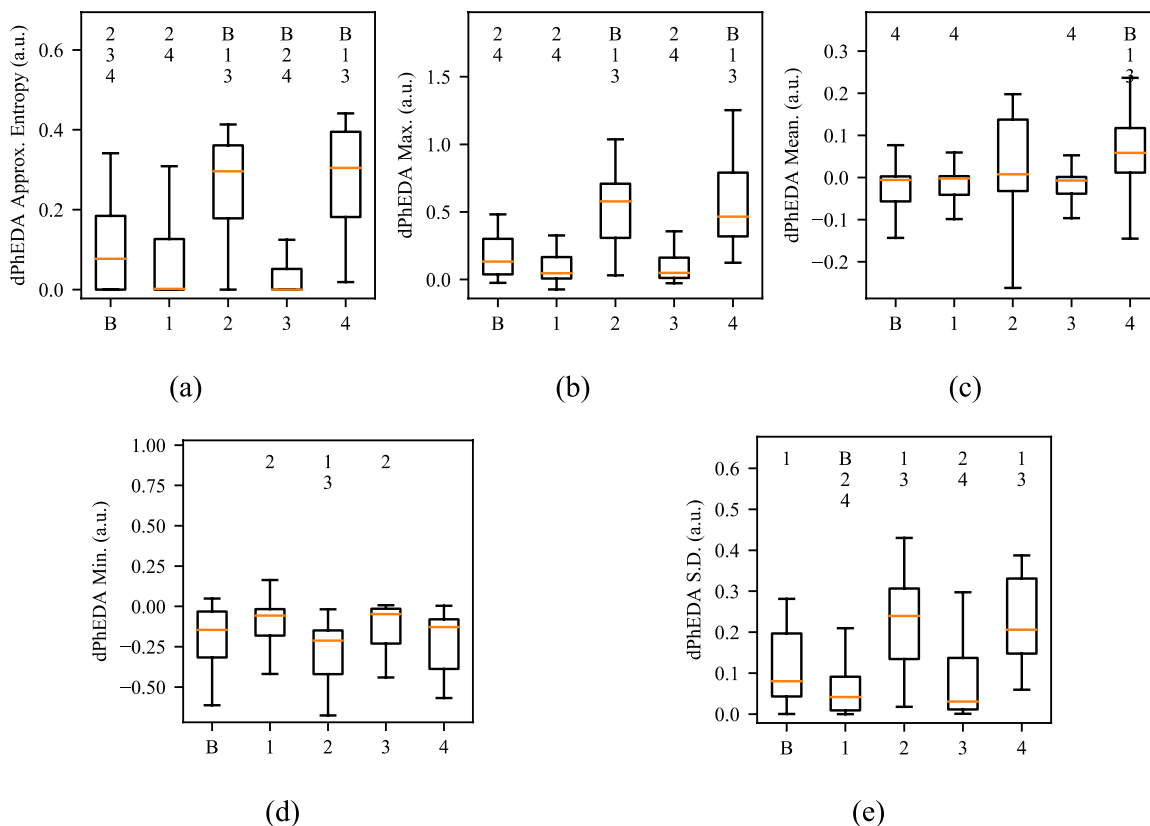 dPhEDA Approx. Entropy (a.u.)
0.6
0.4
0.2
0.0
2 2 B B B
3 4 1 2 1
4 3 4 3
B 1 2 3 4
(a)
dPhEDA Max. (a.u.)
1.5
1.0
0.5
0.0
2 2 B 2 B
4 4 1 4 1
3 3
B 1 2 3 4
(b)
dPhEDA Mean. (a.u.)
0.2
0.1
0.0
−0.1
−0.2
4 4 4 B
1
3
B 1 2 3 4
(c)
dPhEDA Min. (a.u.)
1.00
0.75
0.50
0.25
0.00
−0.25
−0.50
2 1 2
3
B 1 2 3 4
(d)
dPhEDA S.D. (a.u.)
0.6
0.5
0.4
0.3
0.2
0.1
0.0
1 B 1 2 1
2 3 4 3
4
B 1 2 3 4
(e)